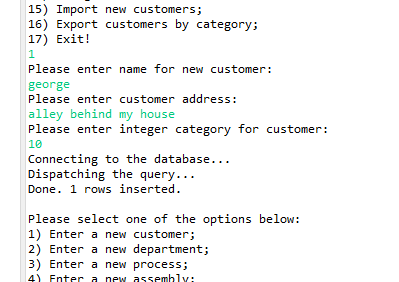 15) Import new customers;
16) Export customers by category;
17) Exit!
1
Please enter name for new customer:
george
Please enter customer address:
alley behind my house
Please enter integer category for customer:
10
Connecting to the database...
Dispatching the query...
Done. 1 rows inserted.
Please select one of the options below:
1) Enter a new customer;
2) Enter a new department;
3) Enter a new process;
4) Enter a new assembly;